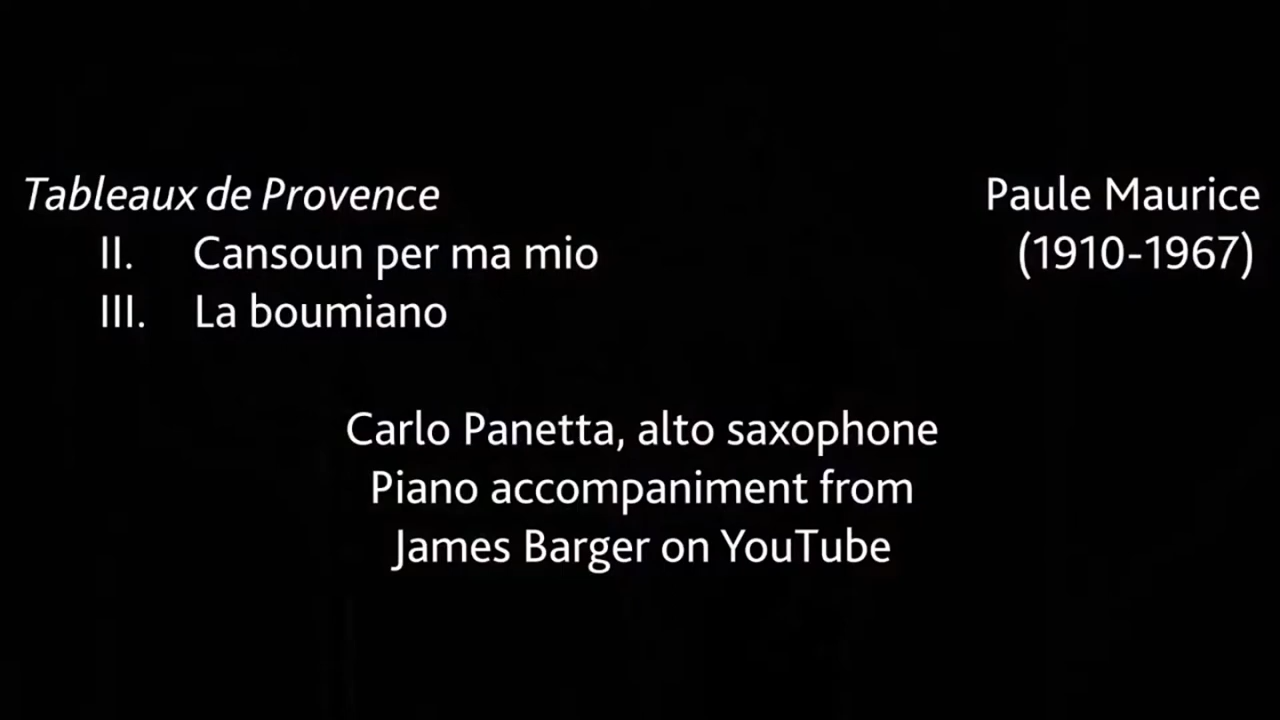 Tableaux de Provence Paule Maurice
II. Cansoun per ma mio (1910-1967)
III. La boumiano
Carlo Panetta, alto saxophone
Piano accompaniment from
James Barger on YouTube